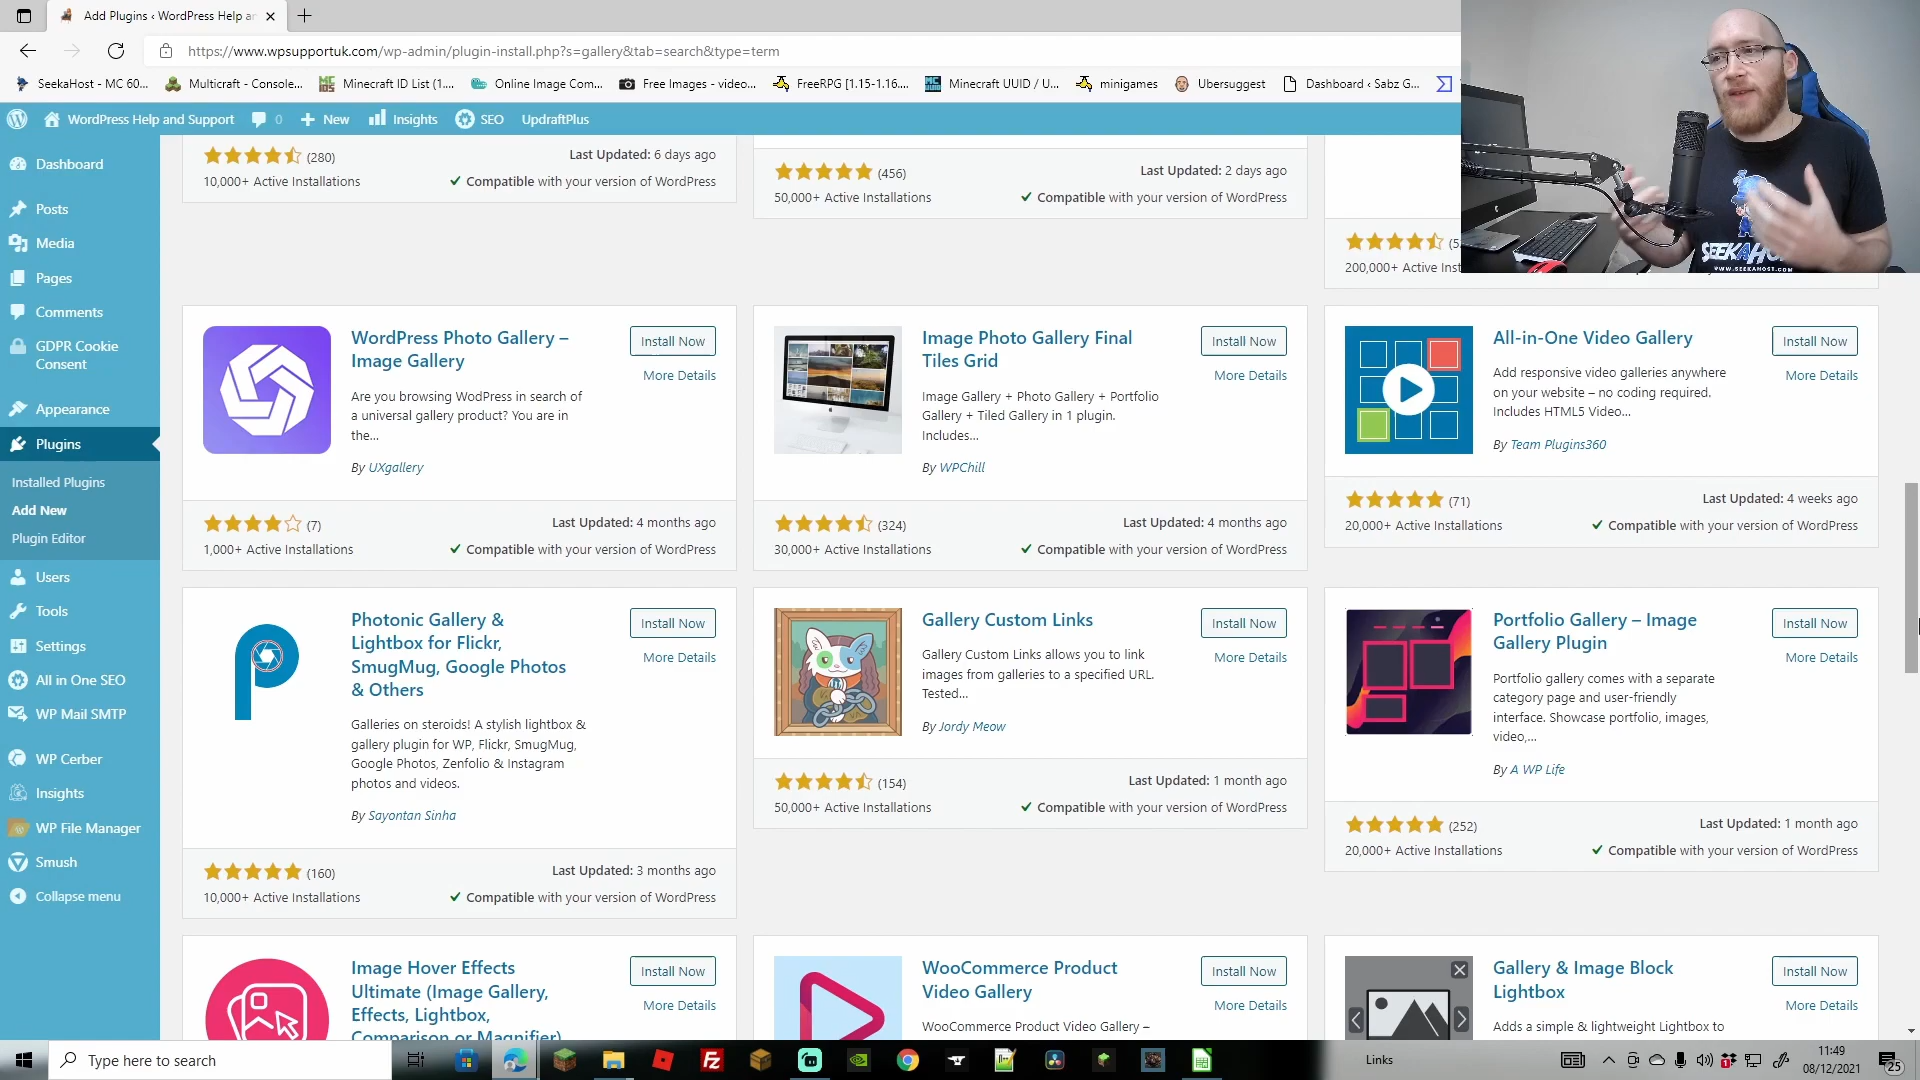 Add Plugins ‹ WordPress Help an
https://www.wpsupportuk.com/wp-admin/plugin-install.php?s=gallery&tab=search&type=term
SeekaHost - MC 60...
Multicraft - Console...
Minecraft ID List (1....
Online Image Com...
Free Images - video...
FreeRPG [1.15-1.16....
Minecraft UUID / U...
minigames
Ubersuggest
Dashboard ‹ Sabz G...
WordPress Help and Support
0
New
Insights
SEO
UpdraftPlus
Dashboard
Posts
Media
Pages
Comments
GDPR Cookie
Consent
Appearance
Plugins
Installed Plugins
Add New
Plugin Editor
Users
Tools
Settings
All in One SEO
WP Mail SMTP
WP Cerber
Insights
WP File Manager
Smush
Collapse menu
(280)
Last Updated: 6 days ago
10,000+ Active Installations
Compatible with your version of WordPress
(456)
Last Updated: 2 days ago
50,000+ Active Installations
Compatible with your version of WordPress
200,000+ Active Inst
SEEKAH
WWW.SEEKAHOST.COM
WordPress Photo Gallery –
Image Gallery
Install Now
More Details
Are you browsing WodPress in search of
a universal gallery product? You are in
the...
By UXgallery
(7)
Last Updated: 4 months ago
1,000+ Active Installations
Compatible with your version of WordPress
Image Photo Gallery Final
Tiles Grid
Install Now
More Details
Image Gallery + Photo Gallery + Portfolio
Gallery + Tiled Gallery in 1 plugin.
Includes...
By WPChill
(324)
Last Updated: 4 months ago
30,000+ Active Installations
Compatible with your version of WordPress
All-in-One Video Gallery
Install Now
More Details
Add responsive video galleries anywhere
on your website – no coding required.
Includes HTML5 Video...
By Team Plugins360
(71)
Last Updated: 4 weeks ago
20,000+ Active Installations
Compatible with your version of WordPress
Photonic Gallery &
Lightbox for Flickr,
SmugMug, Google Photos
& Others
Install Now
More Details
Galleries on steroids! A stylish lightbox &
gallery plugin for WP, Flickr, SmugMug,
Google Photos, Zenfolio & Instagram
photos and videos.
By Sayontan Sinha
(160)
Last Updated: 3 months ago
10,000+ Active Installations
Compatible with your version of WordPress
Gallery Custom Links
Install Now
More Details
Gallery Custom Links allows you to link
images from galleries to a specified URL.
Tested...
By Jordy Meow
(154)
Last Updated: 1 month ago
50,000+ Active Installations
Compatible with your version of WordPress
Portfolio Gallery – Image
Gallery Plugin
Install Now
More Details
Portfolio gallery comes with a separate
category page and user-friendly
interface. Showcase portfolio, images,
video,...
By A WP Life
(252)
Last Updated: 1 month ago
20,000+ Active Installations
Compatible with your version of WordPress
Image Hover Effects
Ultimate (Image Gallery,
Effects, Lightbox,
Comparison or Magnifier)
Install Now
More Details
WooCommerce Product
Video Gallery
Install Now
More Details
WooCommerce Product Video Gallery –
Gallery & Image Block
Lightbox
Install Now
More Details
Adds a simple & lightweight Lightbox to
Type here to search
Links
11:49
08/12/2021
25